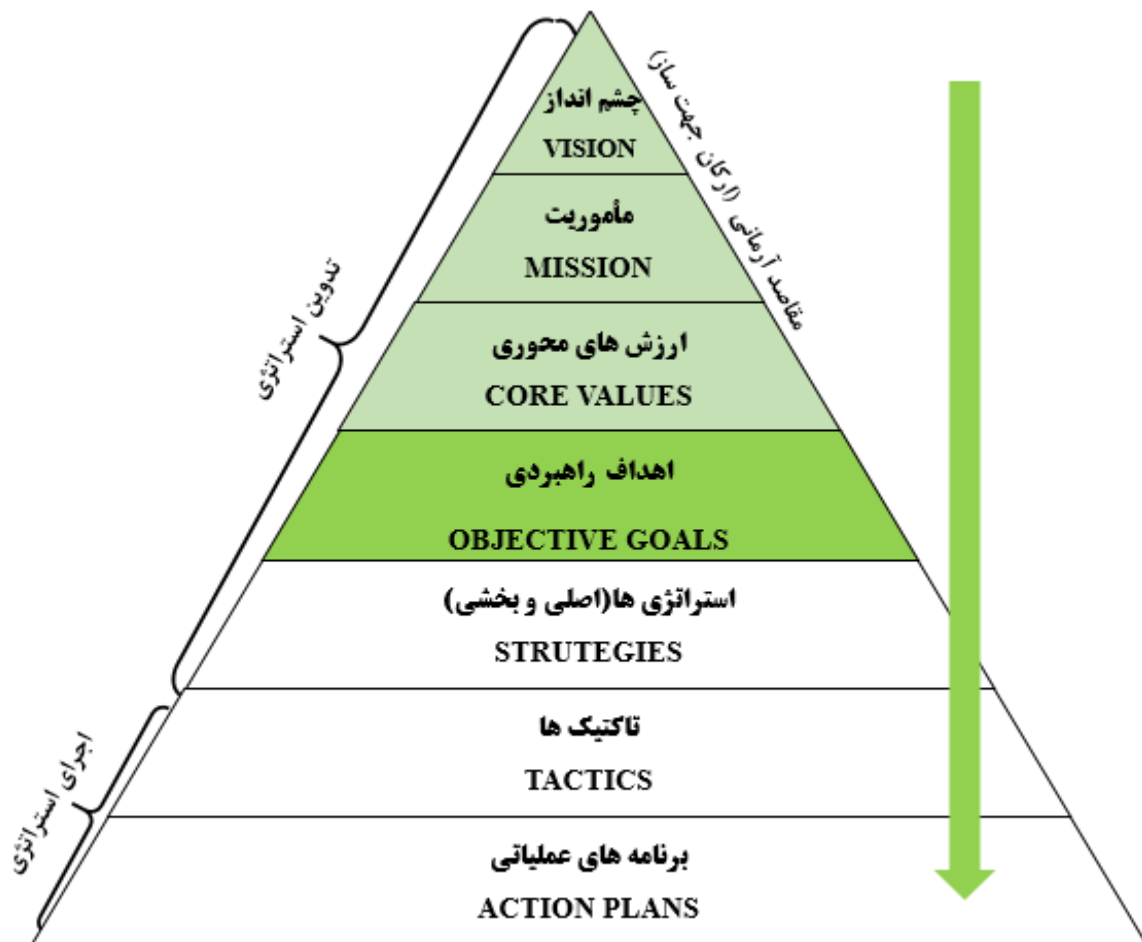 چشم انداز
VISION
مأموریت
MISSION
ارزش های محوری
CORE VALUES
اهداف راهبردی
OBJECTIVE GOALS
استراتژی ها(اصلی و بخشی)
STRUTEGIES
تاکتیک ها
TACTICS
برنامه های عملیاتی
ACTION PLANS
مقاصد آرمانی (ارکان جهت ساز)
تدوین استراتژی
اجرای استراتژی